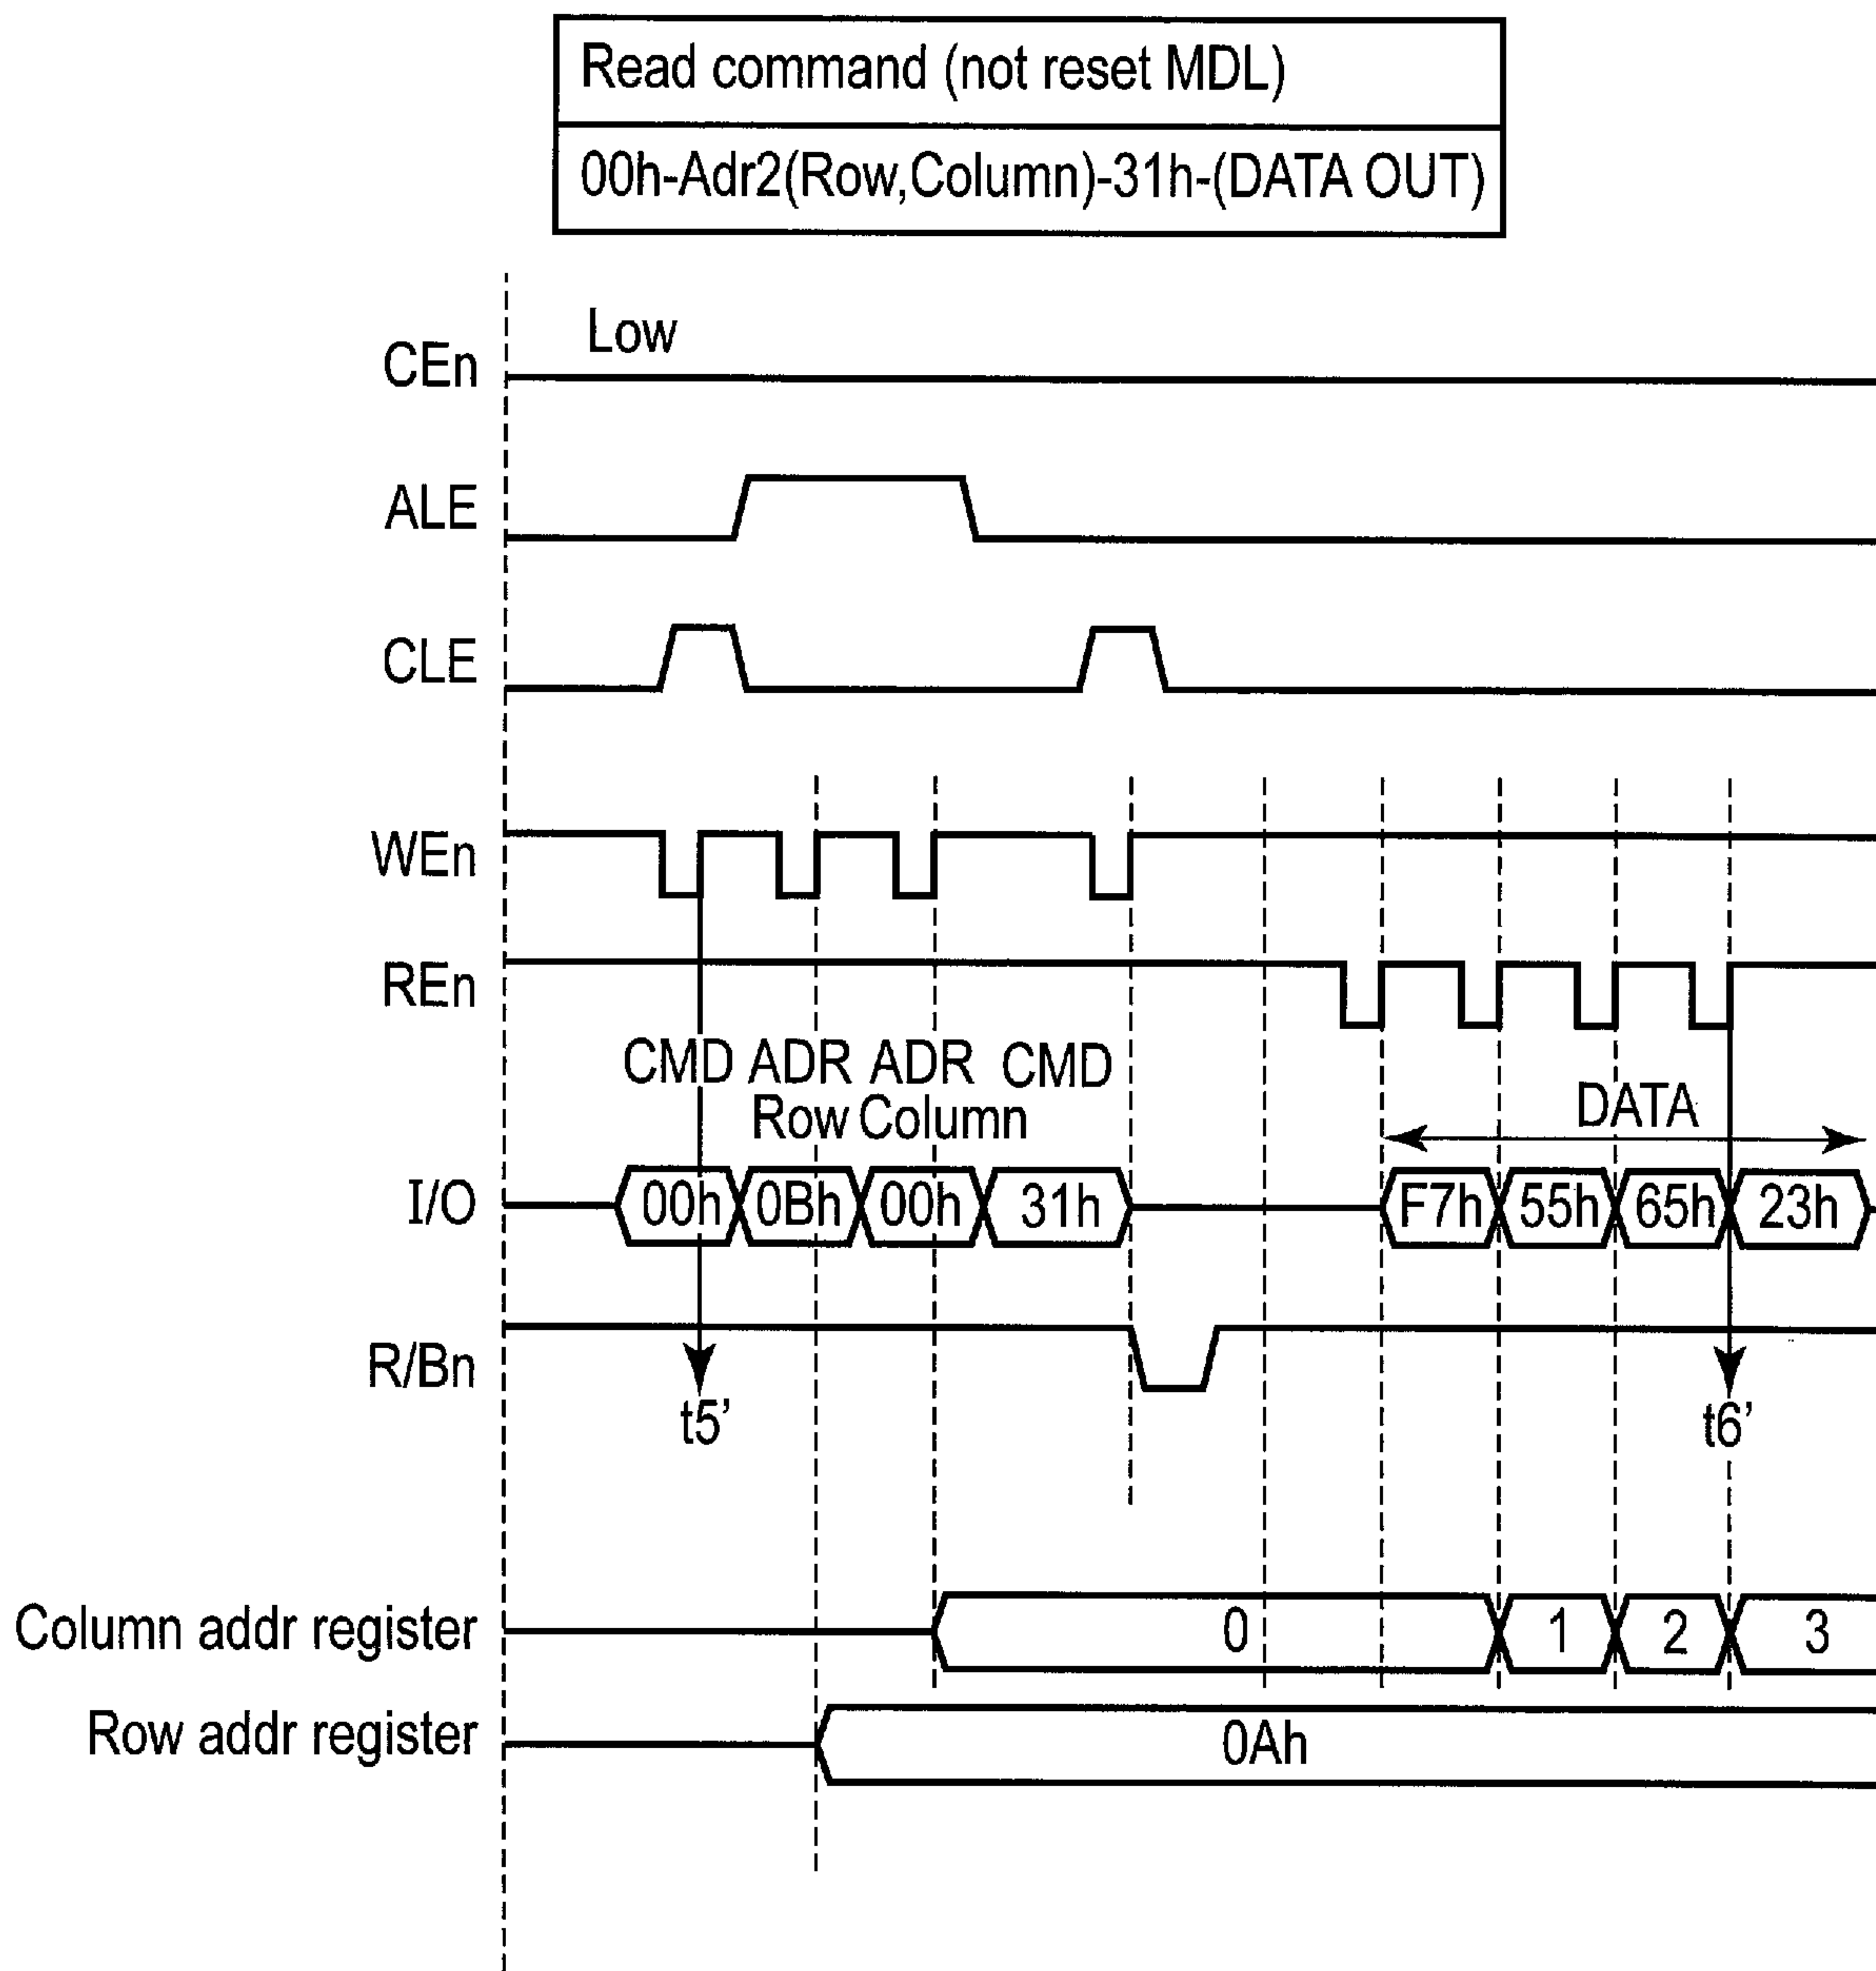 Read command (not reset MDL)
00h-Adr2(Row,Column)-31h-(DATA OUT)
Low
CEn
ALE
CLE
WEn
REn
CMD ADR ADR CMD
Row Column
DATA
I/O 00h 0Bh 00h 31h F7h 55h 65h 23h
R/Bn
t5’ t6’
Column addr register 0 1 2 3
Row addr register 0Ah